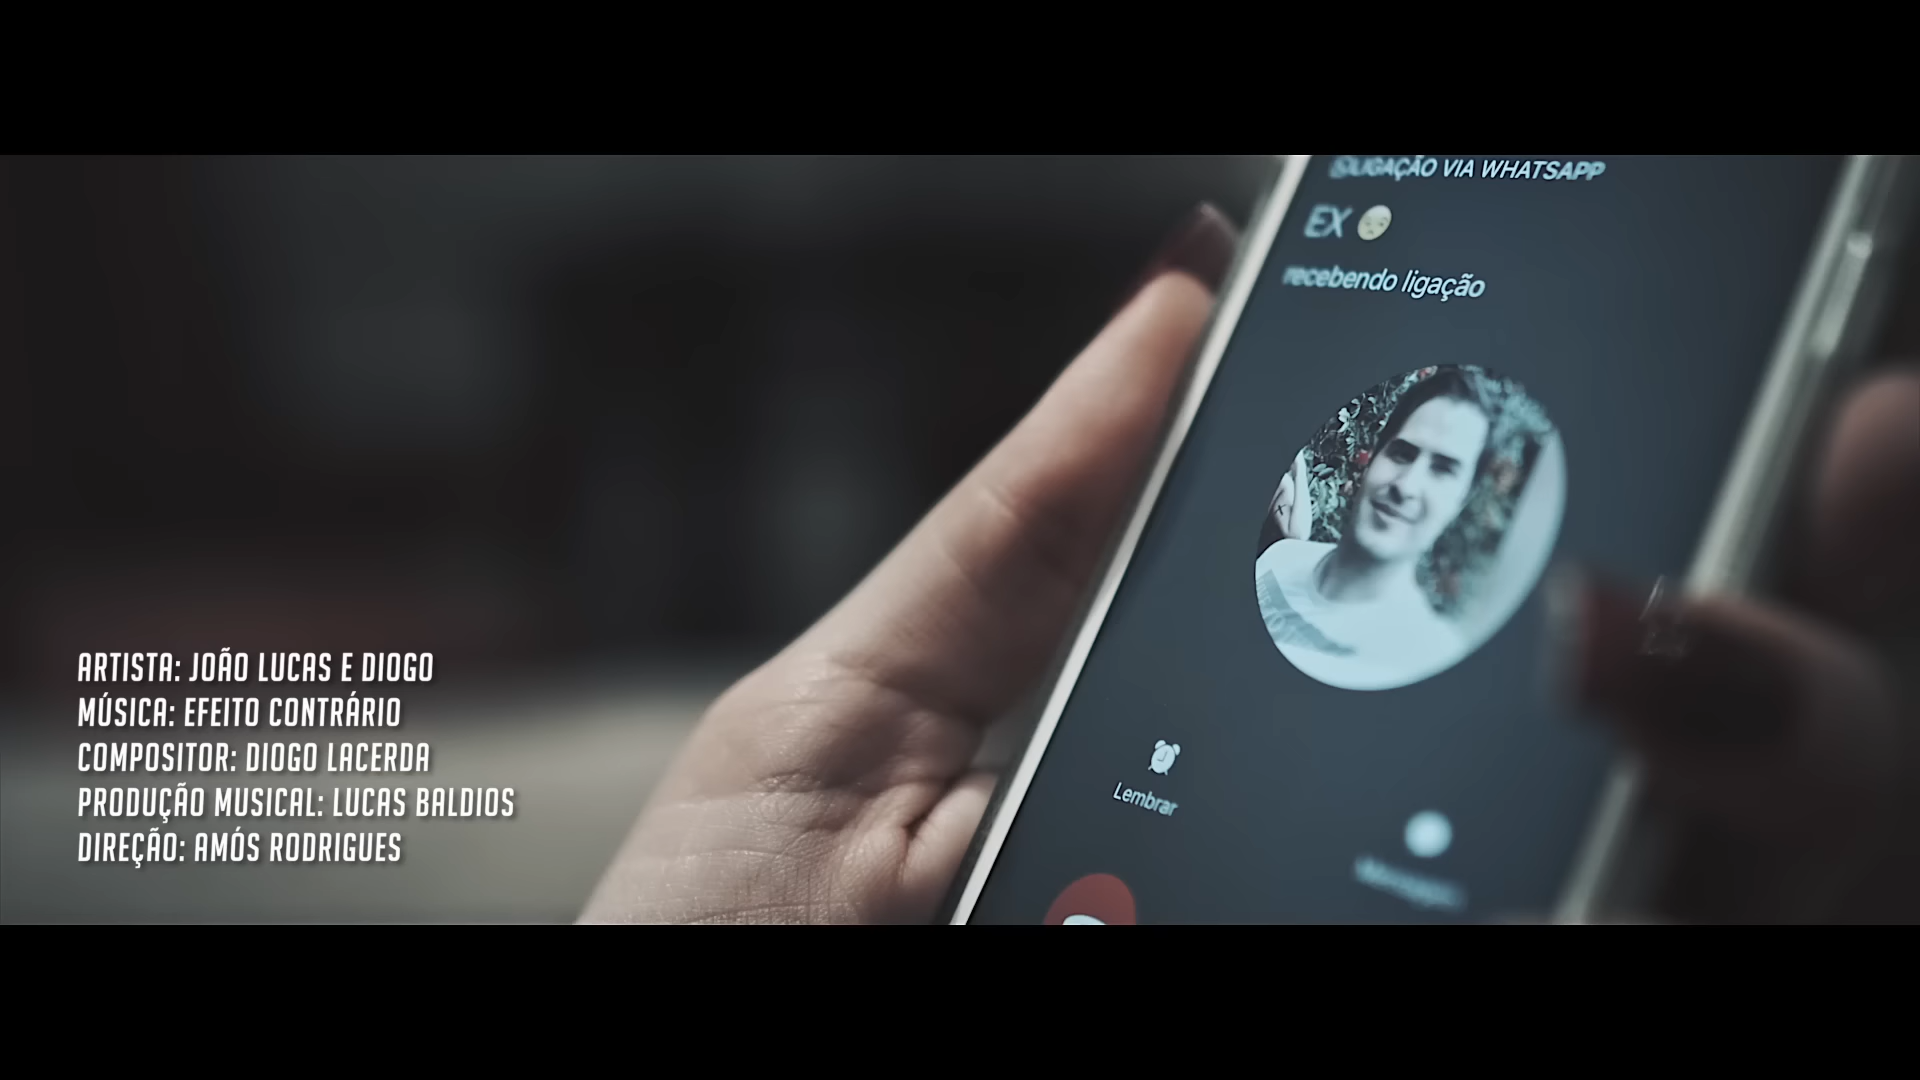 ARTISTA: JOÃO LUCAS E DIOGO
MÚSICA: EFEITO CONTRÁRIO
COMPOSITOR: DIOGO LACERDA
PRODUÇÃO MUSICAL: LUCAS BALDIOS
DIREÇÃO: AMÓS RODRIGUES
LIGAÇÃO VIA WHATSAPP
EX 😔
recebendo ligação
Lembrar